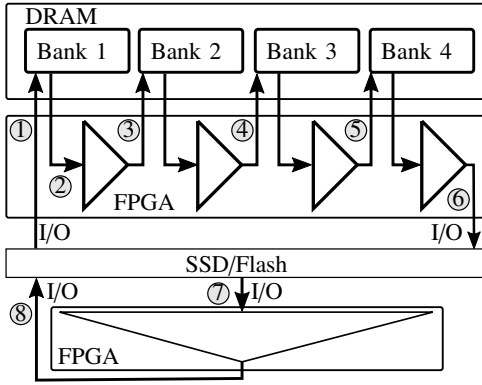 DRAM
Bank 1 Bank 2 Bank 3 Bank 4
① ③ ④ ⑤
② ⑥
FPGA
I/O I/O
SSD/Flash
⑧ I/O ⑦ I/O
FPGA